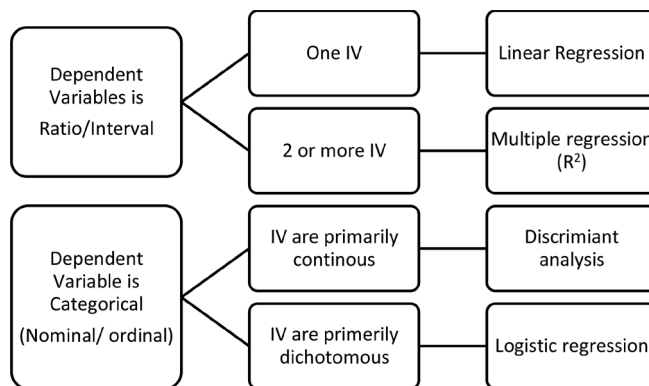 Dependent
Variables is
Ratio/Interval
One IV
Linear Regression
2 or more IV
Multiple regression
(R²)
Dependent
Variable is
Categorical
(Nominal/ ordinal)
IV are primarily
continous
Discrimiant
analysis
IV are primerily
dichotomous
Logistic regression